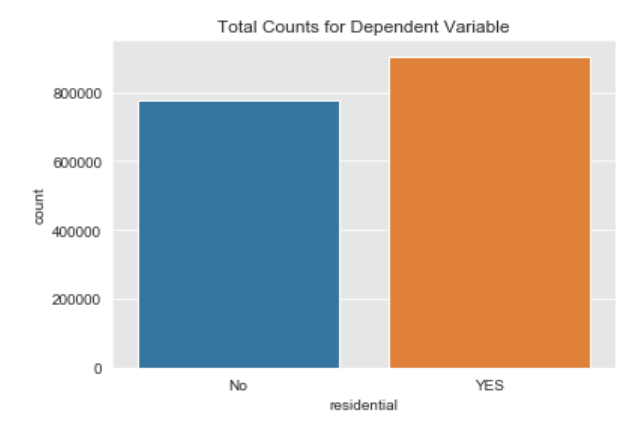 Total Counts for Dependent Variable
800000
600000
400000
200000
0
count
No YES
residential